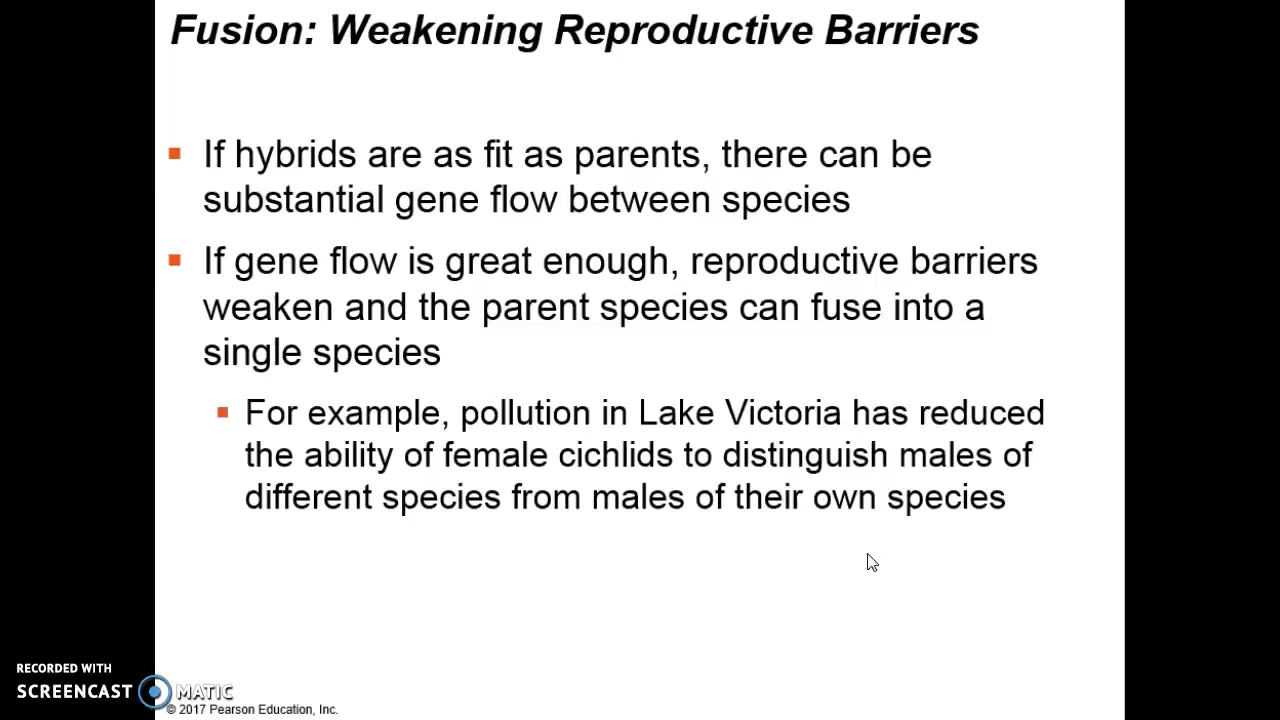 Fusion: Weakening Reproductive Barriers
If hybrids are as fit as parents, there can be
substantial gene flow between species
If gene flow is great enough, reproductive barriers
weaken and the parent species can fuse into a
single species
For example, pollution in Lake Victoria has reduced
the ability of female cichlids to distinguish males of
different species from males of their own species
RECORDED WITH
SCREENCAST MATIC
© 2017 Pearson Education, Inc.